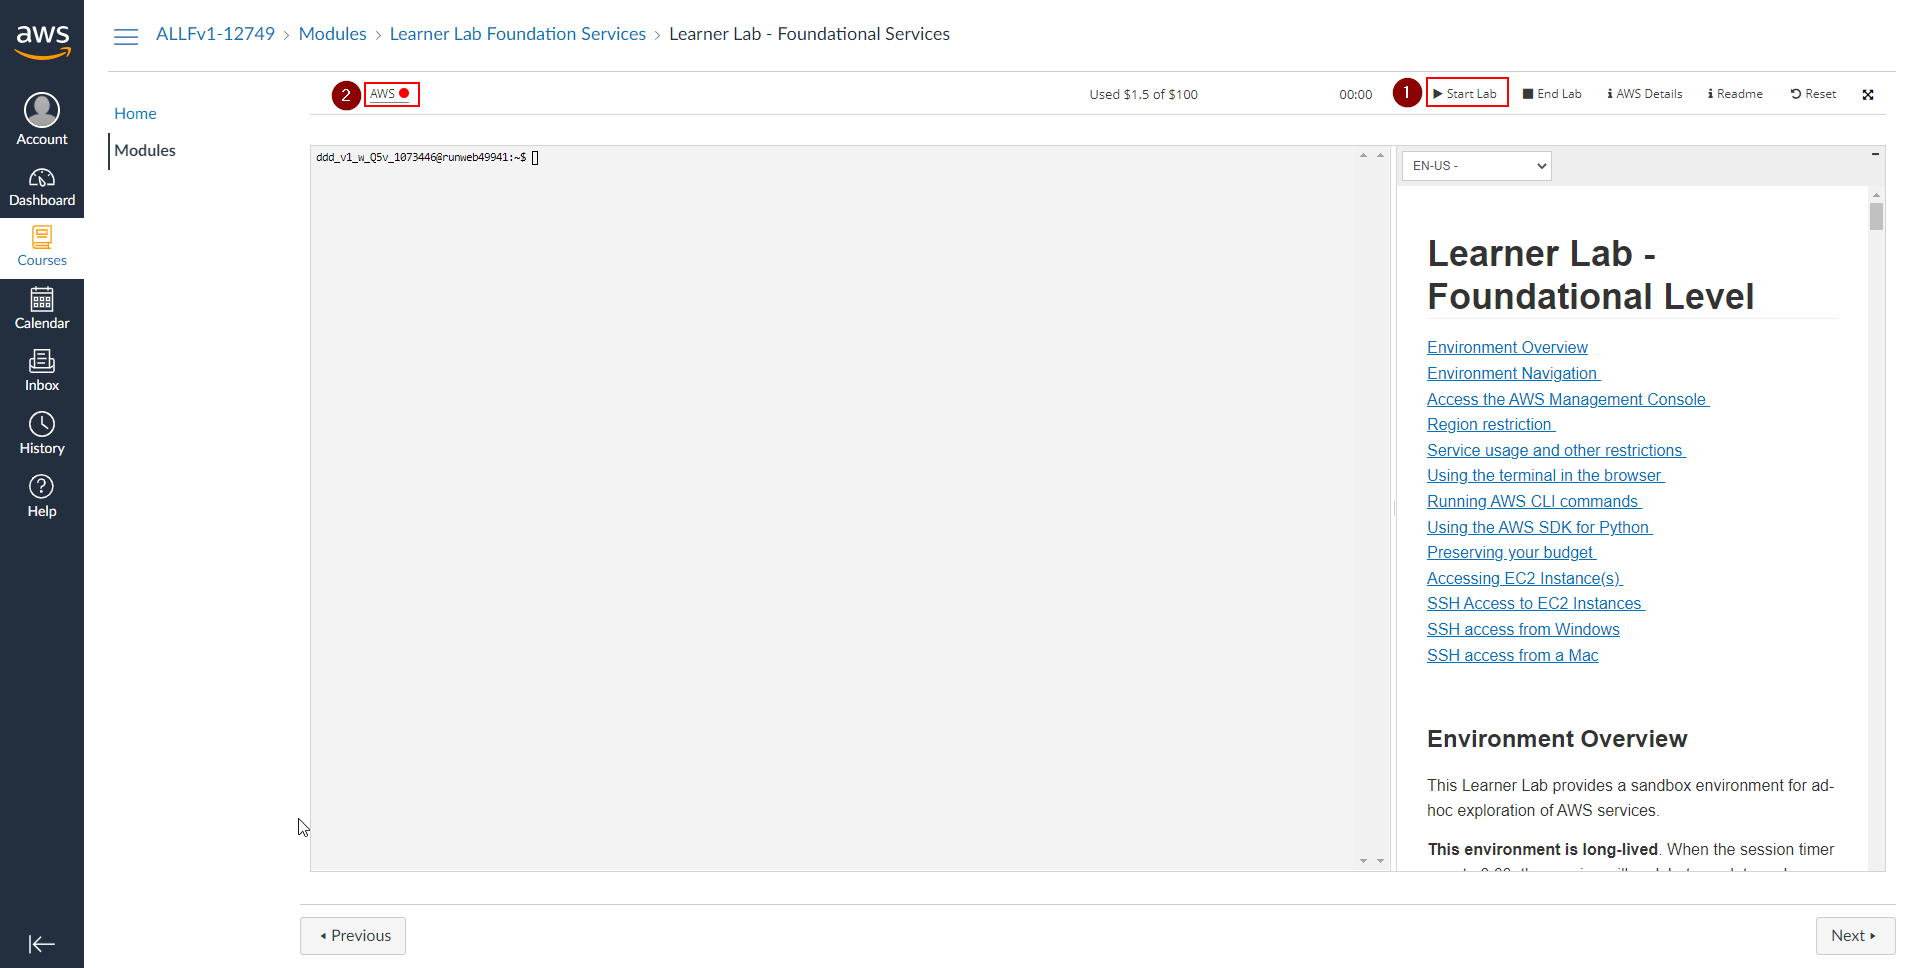 aws
Account
Dashboard
Courses
Calendar
Inbox
History
Help
ALLFv1-12749 › Modules › Learner Lab Foundation Services › Learner Lab - Foundational Services
Home
Modules
2 AWS Used $1.5 of $100 00:00 1 Start Lab End Lab AWS Details Readme Reset
ddd_v1_w_Q5v_1073446@runweb49941:~$
EN-US -
Learner Lab -
Foundational Level
Environment Overview
Environment Navigation
Access the AWS Management Console
Region restriction
Service usage and other restrictions
Using the terminal in the browser
Running AWS CLI commands
Using the AWS SDK for Python
Preserving your budget
Accessing EC2 Instance(s)
SSH Access to EC2 Instances
SSH access from Windows
SSH access from a Mac
Environment Overview
This Learner Lab provides a sandbox environment for ad-
hoc exploration of AWS services.
This environment is long-lived. When the session timer
Previous
Next